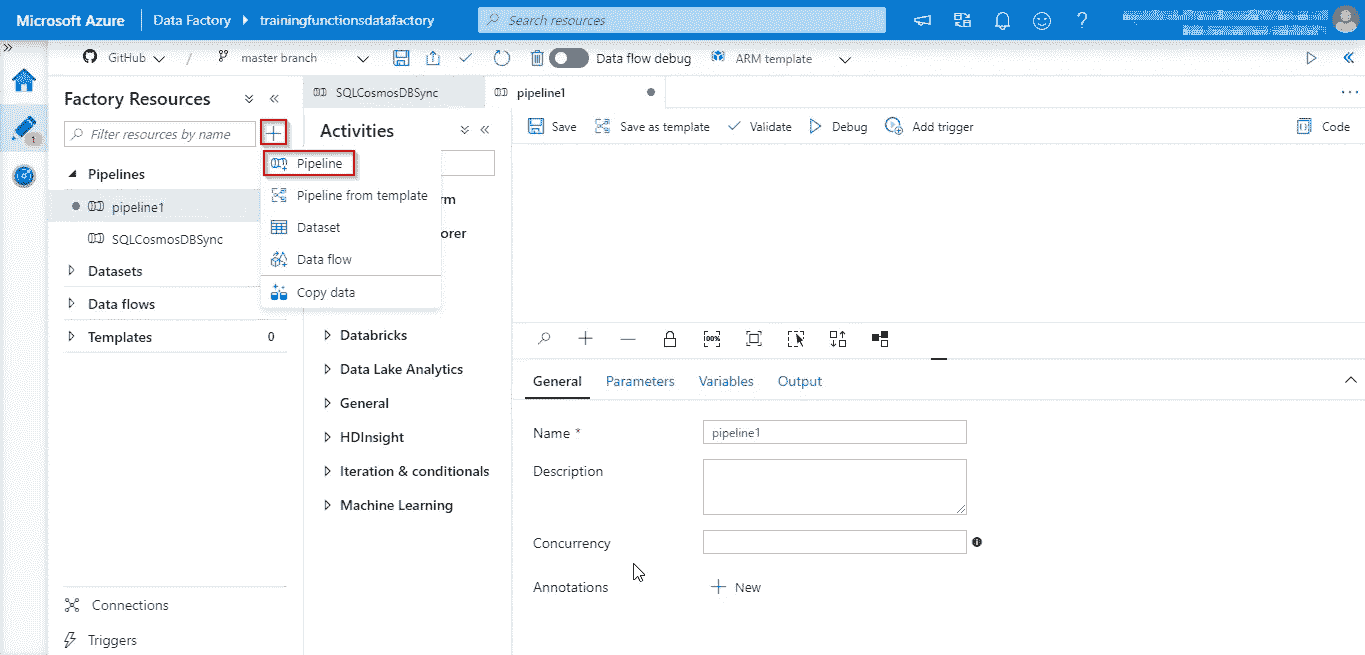 Microsoft Azure
Data Factory
trainingfunctionsdatafactory
Search resources
GitHub
/
master branch
Data flow debug
ARM template
Factory Resources
SQLCosmosDBSync
pipeline1
Filter resources by name
Activities
Save
Save as template
Validate
Debug
Add trigger
Code
1
Pipelines
pipeline1
SQLCosmosDBSync
Datasets
Data flows
Templates
0
Connections
Triggers
Pipeline
Pipeline from template
Dataset
Data flow
Copy data
rm
orer
Databricks
Data Lake Analytics
General
HDInsight
Iteration & conditionals
Machine Learning
100%
General
Parameters
Variables
Output
Name *
pipeline1
Description
Concurrency
Annotations
New